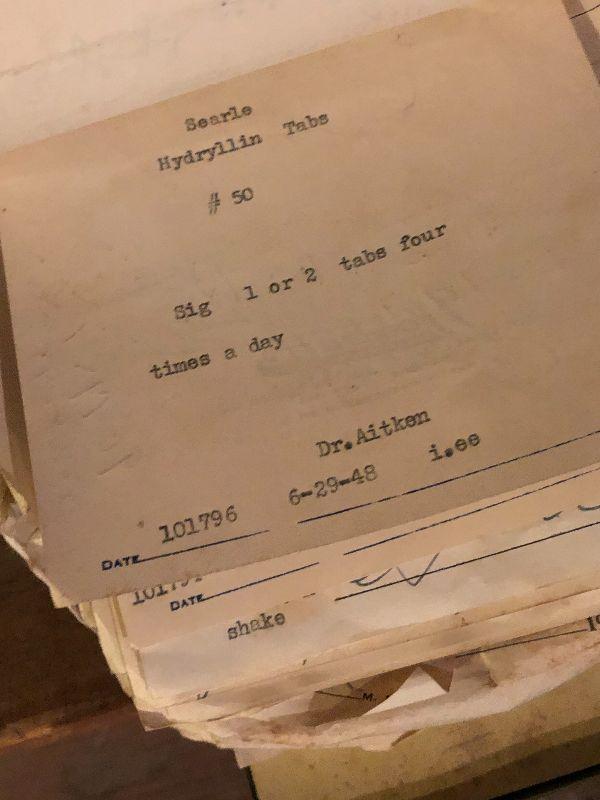 Searle
Hydryllin Tabs
# 50
Sig 1 or 2 tabs four
times a day
Dr.Aitken
101796 6-29-48 i.ee
DATE
DATE
shake
M.